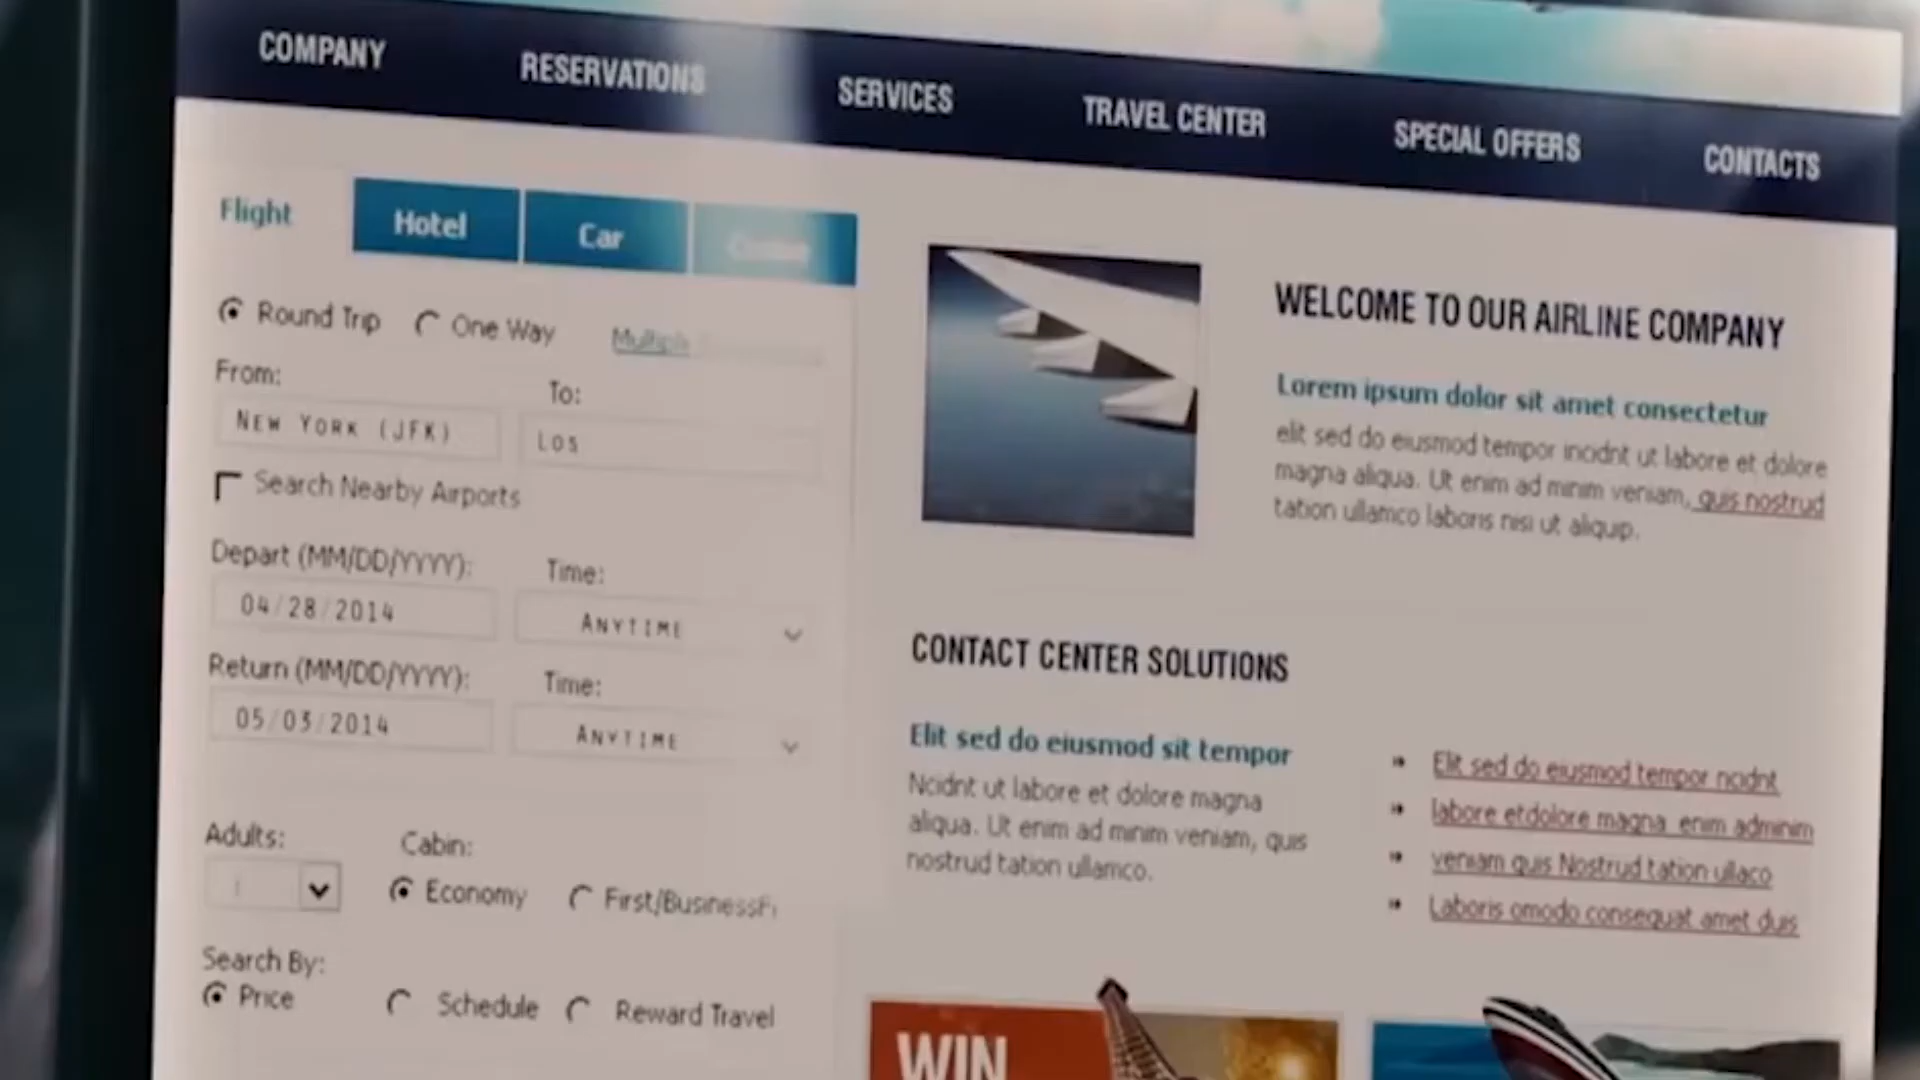 COMPANY RESERVATIONS SERVICES TRAVEL CENTER SPECIAL OFFERS CONTACTS
Flight Hotel Car
Round Trip One Way Multiple
From: To:
NEW YORK (JFK) LOS
Search Nearby Airports
Depart (MM/DD/YYYY): Time:
04/28/2014 ANYTIME
Return (MM/DD/YYYY): Time:
05/03/2014 ANYTIME
Adults: Cabin:
Economy First/Business
Search By:
Price Schedule Reward Travel
WELCOME TO OUR AIRLINE COMPANY
Lorem ipsum dolor sit amet consectetur
elit sed do eiusmod tempor incidnt ut labore et dolore
magna aliqua. Ut enim ad minim veniam, quis nostrud
tation ullamco laboris nisi ut aliquip.
CONTACT CENTER SOLUTIONS
Elit sed do eiusmod sit tempor
Ncidnt ut labore et dolore magna
aliqua. Ut enim ad minim veniam, quis
nostrud tation ullamco.
Elit sed do eiusmod tempor ncidnt
labore etdolore magna enim adminim
veniam quis Nostrud tation ullaco
Laboris omodo consequat amet duis
WIN